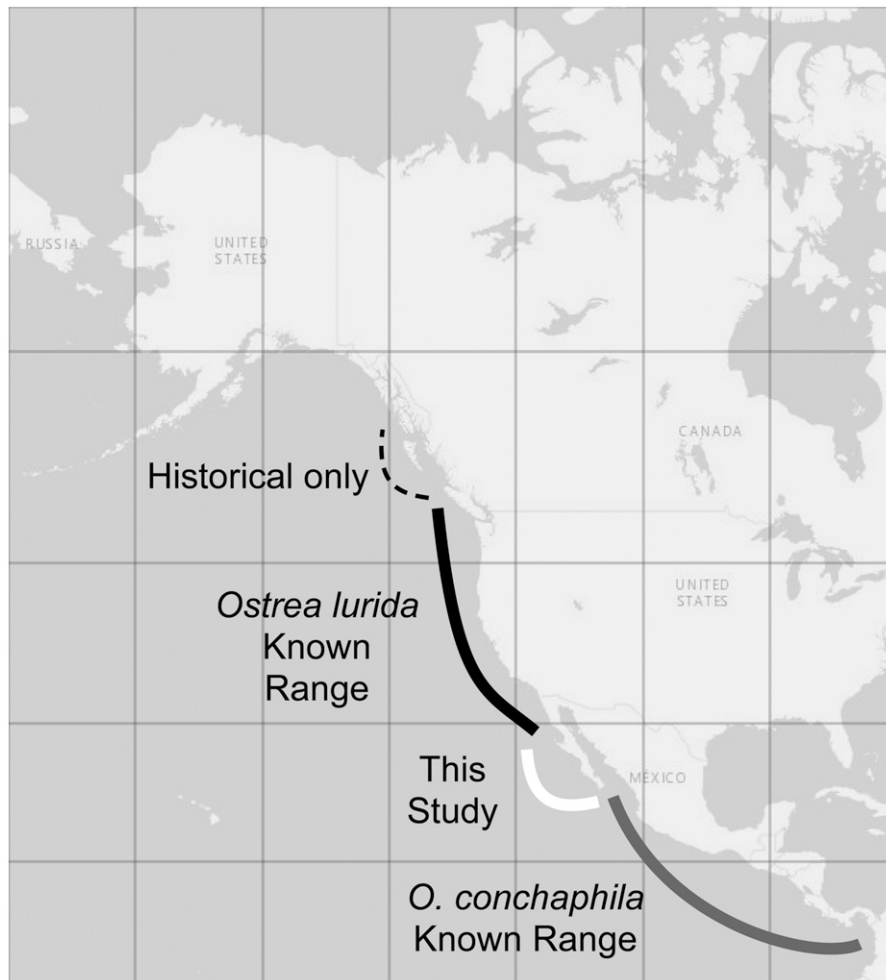 RUSSIA
UNITED
STATES
CANADA
Historical only
Ostrea lurida
Known
Range
UNITED
STATES
This
Study
MÉXICO
O. conchaphila
Known Range